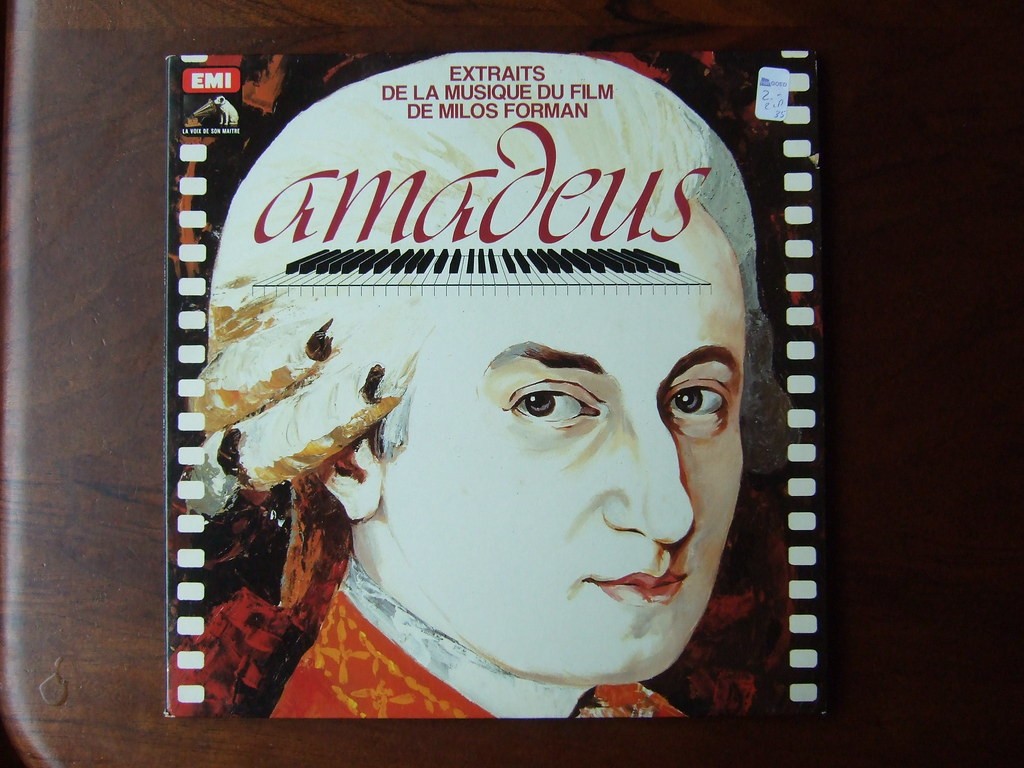 EMI
LA VOIX DE SON MAITRE
EXTRAITS
DE LA MUSIQUE DU FILM
DE MILOS FORMAN
amadeus